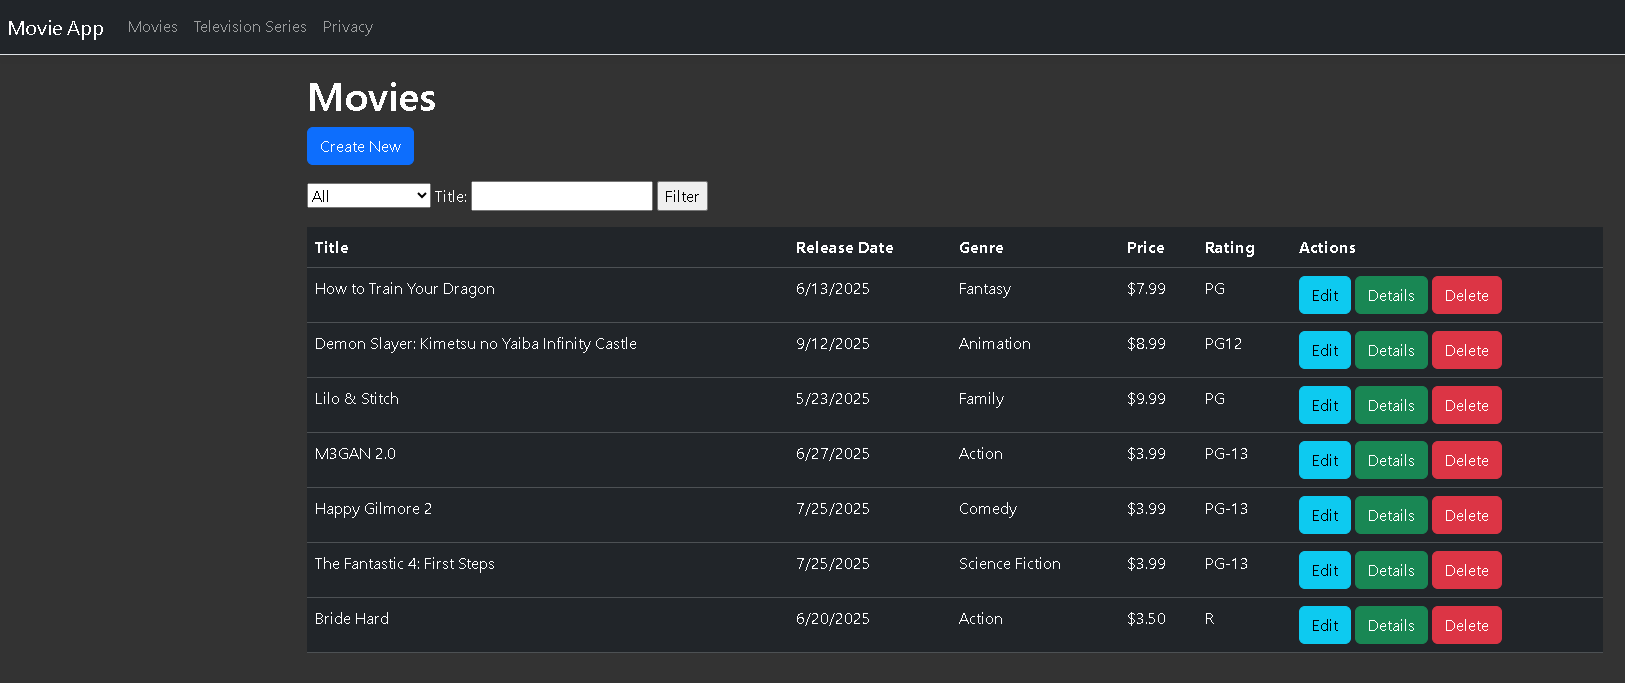 Movie App Movies Television Series Privacy
Movies
Create New
All Title: Filter
Title Release Date Genre Price Rating Actions
How to Train Your Dragon 6/13/2025 Fantasy $7.99 PG Edit Details Delete
Demon Slayer: Kimetsu no Yaiba Infinity Castle 9/12/2025 Animation $8.99 PG12 Edit Details Delete
Lilo & Stitch 5/23/2025 Family $9.99 PG Edit Details Delete
M3GAN 2.0 6/27/2025 Action $3.99 PG-13 Edit Details Delete
Happy Gilmore 2 7/25/2025 Comedy $3.99 PG-13 Edit Details Delete
The Fantastic 4: First Steps 7/25/2025 Science Fiction $3.99 PG-13 Edit Details Delete
Bride Hard 6/20/2025 Action $3.50 R Edit Details Delete